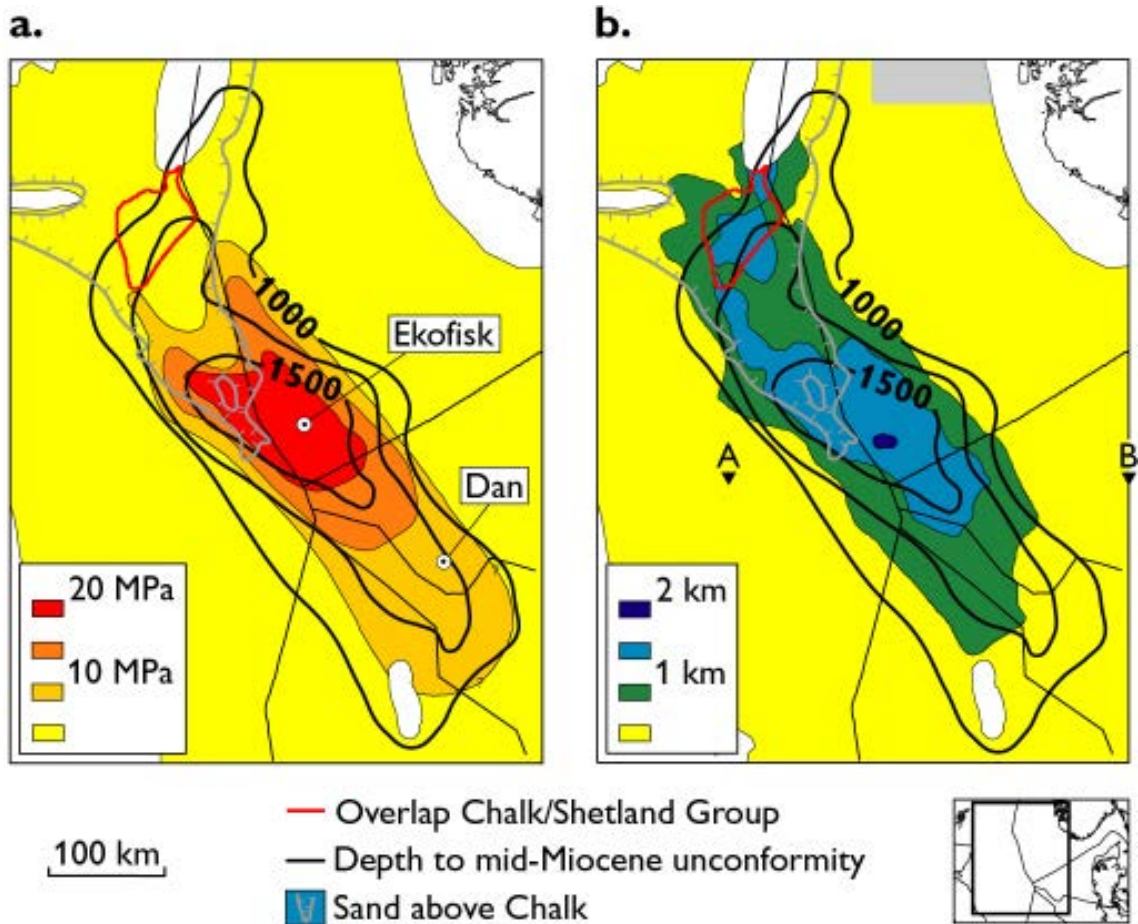 a.
b.
1000
1500
Ekofisk
Dan
20 MPa
10 MPa
1000
1500
A
B
2 km
1 km
100 km
Overlap Chalk/Shetland Group
Depth to mid-Miocene unconformity
Sand above Chalk